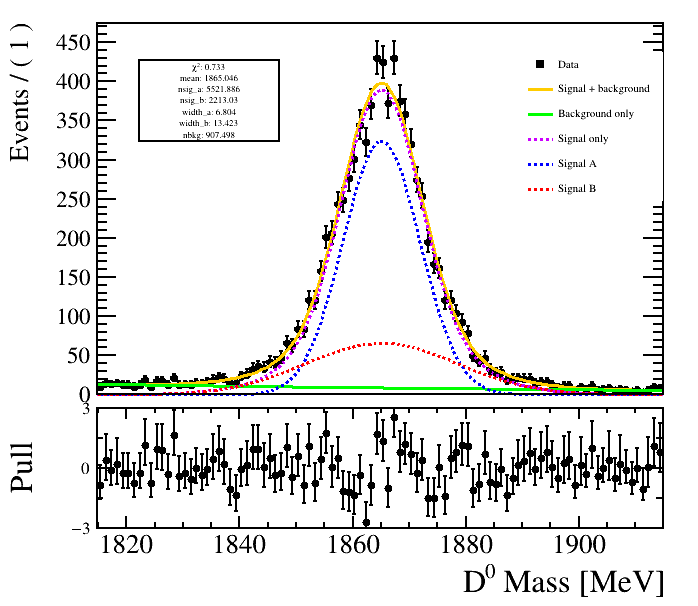 Events / ( 1 )
450
400
350
300
250
200
150
100
50
0
χ²: 0.733
mean: 1865.046
nsig_a: 5521.886
nsig_b: 2213.03
width_a: 6.804
width_b: 13.423
nbkg: 907.498
Data
Signal + background
Background only
Signal only
Signal A
Signal B
Pull
3
0
−3
1820 1840 1860 1880 1900
D⁰ Mass [MeV]